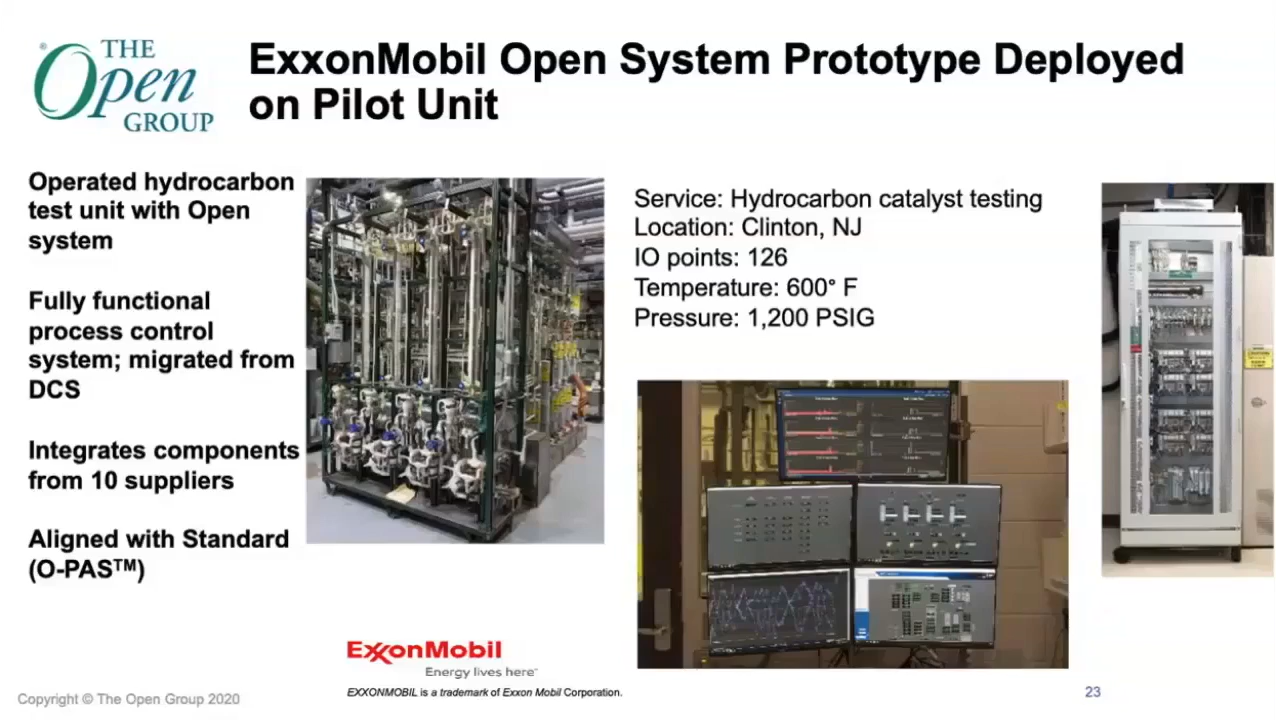 THE
Open
GROUP
®
ExxonMobil Open System Prototype Deployed
on Pilot Unit
Operated hydrocarbon
test unit with Open
system
Fully functional
process control
system; migrated from
DCS
Integrates components
from 10 suppliers
Aligned with Standard
(O-PAS™)
Service: Hydrocarbon catalyst testing
Location: Clinton, NJ
IO points: 126
Temperature: 600° F
Pressure: 1,200 PSIG
ExxonMobil
Energy lives here™
EXXONMOBIL is a trademark of Exxon Mobil Corporation.
Copyright © The Open Group 2020
23